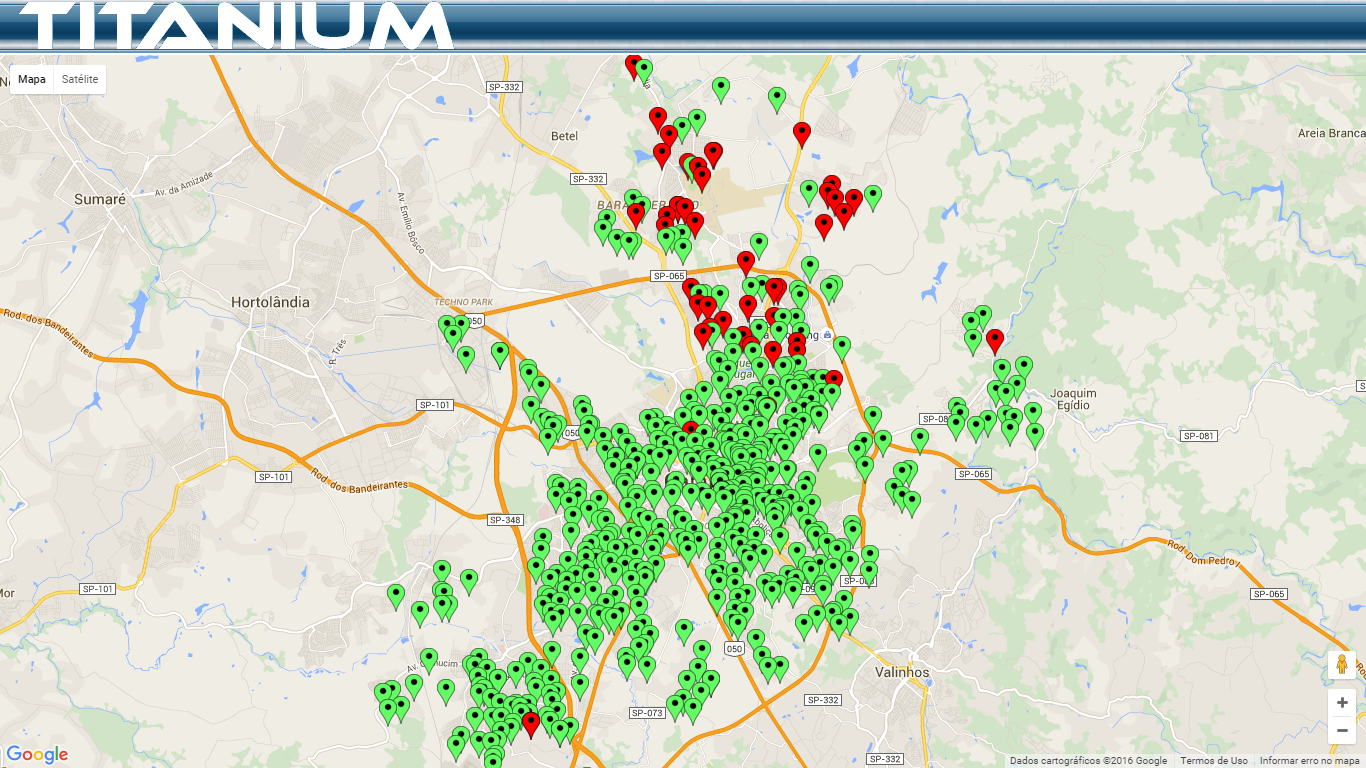 TITANIUM
Mapa
Satélite
SP-332
Betel
Areia Branca
SP-332
Av. da Amizade
Sumaré
Av. Emílio Bôsco
SP-065
Hortolândia
TECHNO PARK
050
Rod. dos Bandeirantes
R. Três
Joaquim
Egídio
SP-101
050
SP-081
SP-101
SP-065
Rod. dos Bandeirantes
SP-348
Rod. Dom Pedro I
SP-101
SP-065
050
Valinhos
SP-332
SP-073
SP-332
Google
Dados cartográficos ©2016 Google
Termos de Uso
Informar erro no mapa